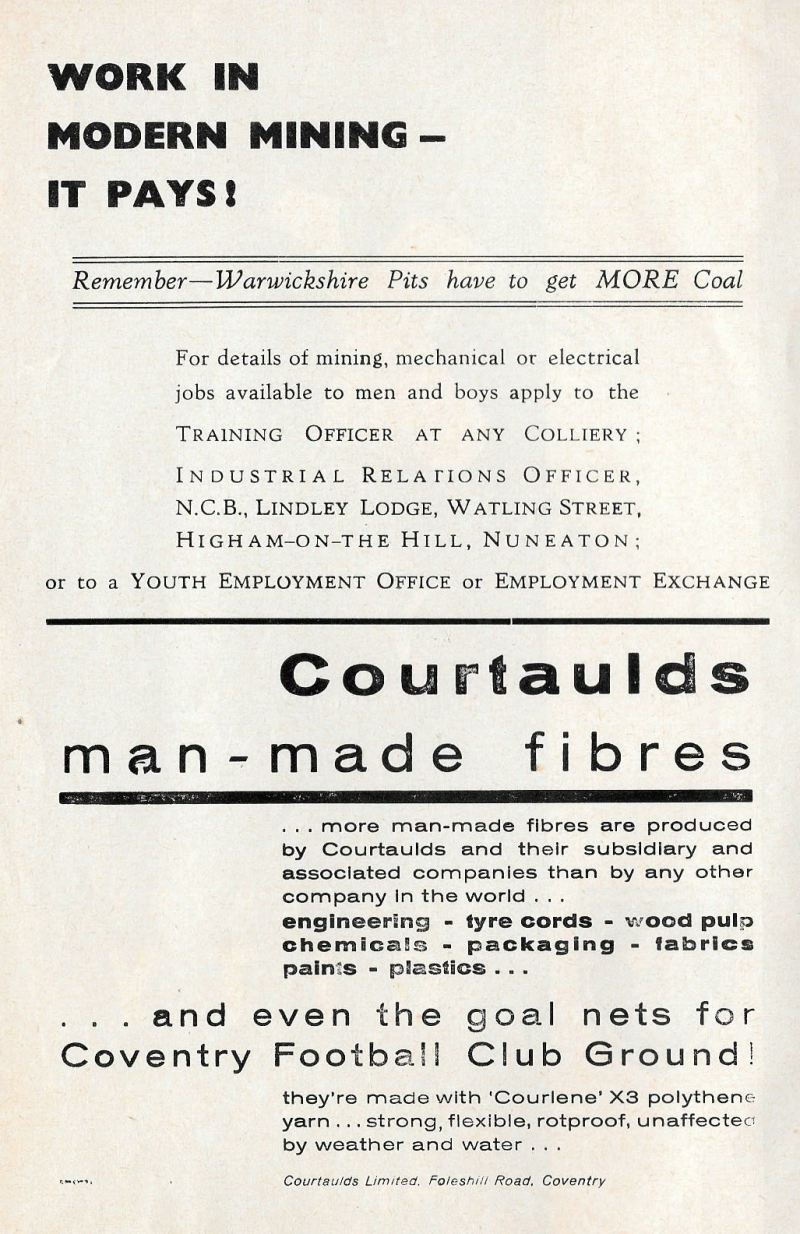 WORK IN
MODERN MINING –
IT PAYS!
Remember—Warwickshire Pits have to get MORE Coal
For details of mining, mechanical or electrical
jobs available to men and boys apply to the
TRAINING OFFICER AT ANY COLLIERY ;
INDUSTRIAL RELATIONS OFFICER,
N.C.B., LINDLEY LODGE, WATLING STREET,
HIGHAM-ON-THE HILL, NUNEATON;
or to a YOUTH EMPLOYMENT OFFICE or EMPLOYMENT EXCHANGE
Courtaulds
man-made fibres
. . . more man-made fibres are produced
by Courtaulds and their subsidiary and
associated companies than by any other
company in the world . . .
engineering - tyre cords - wood pulp
chemicals - packaging - fabrics
paints - plastics . . .
. . . and even the goal nets for
Coventry Football Club Ground!
they're made with 'Courlene' X3 polythene
yarn . . . strong, flexible, rotproof, unaffected
by weather and water . . .
Courtaulds Limited, Foleshill Road, Coventry